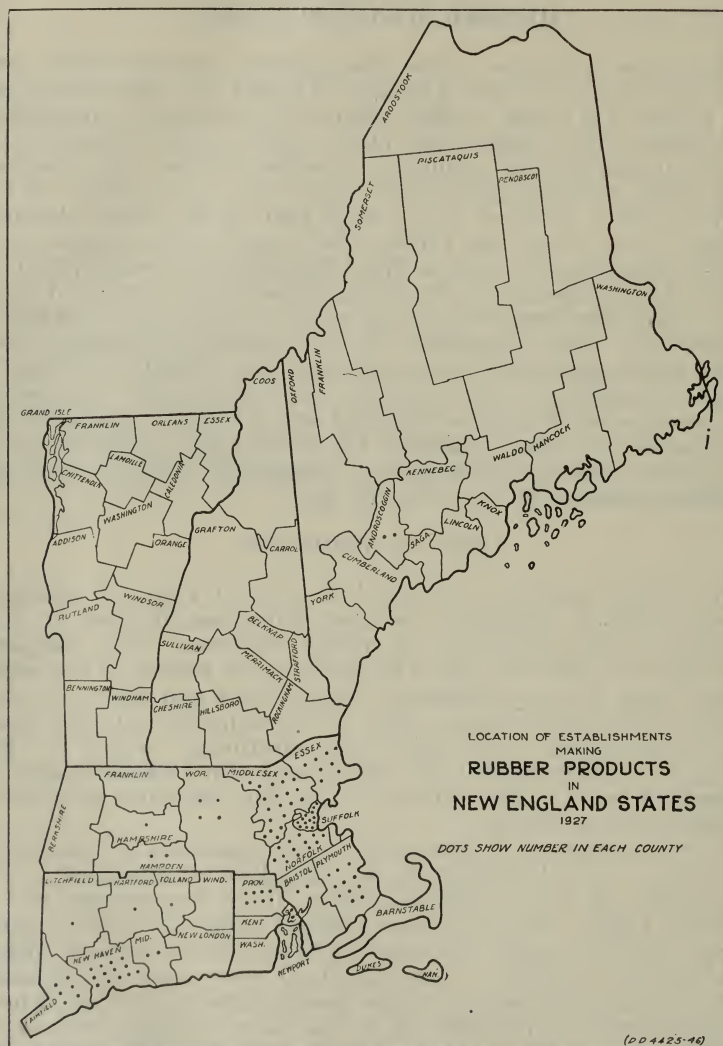 AROOSTOOK
PISCATAQUIS
PENOBSCOT
SOMERSET
WASHINGTON
COOS
OXFORD
FRANKLIN
GRAND ISLE
FRANKLIN
ORLEANS
ESSEX
LAMOILLE
CALEDONIA
CHITTENDEN
WASHINGTON
ADDISON
ORANGE
GRAFTON
CARROL
KENNEBEC
WALDO
HANCOCK
ANDROSCOGGIN
KNOX
LINCOLN
SAGA
CUMBERLAND
YORK
RUTLAND
WINDSOR
BELKNAP
STRAFFORD
SULLIVAN
MERRIMACK
BENNINGTON
WINDHAM
CHESHIRE
HILLSBORO
ROCKINGHAM
LOCATION OF ESTABLISHMENTS
MAKING
RUBBER PRODUCTS
IN
NEW ENGLAND STATES
1927
DOTS SHOW NUMBER IN EACH COUNTY
BERKSHIRE
FRANKLIN
WOR.
MIDDLESEX
ESSEX
SUFFOLK
HAMPSHIRE
NORFOLK
HAMPDEN
BRISTOL
PLYMOUTH
LITCHFIELD
HARTFORD
TOLLAND
WIND.
PROV.
BARNSTABLE
KENT
NEW HAVEN
MID.
NEW LONDON
WASH.
NEWPORT
DUKES
NAN.
FAIRFIELD
(DD4425-46)